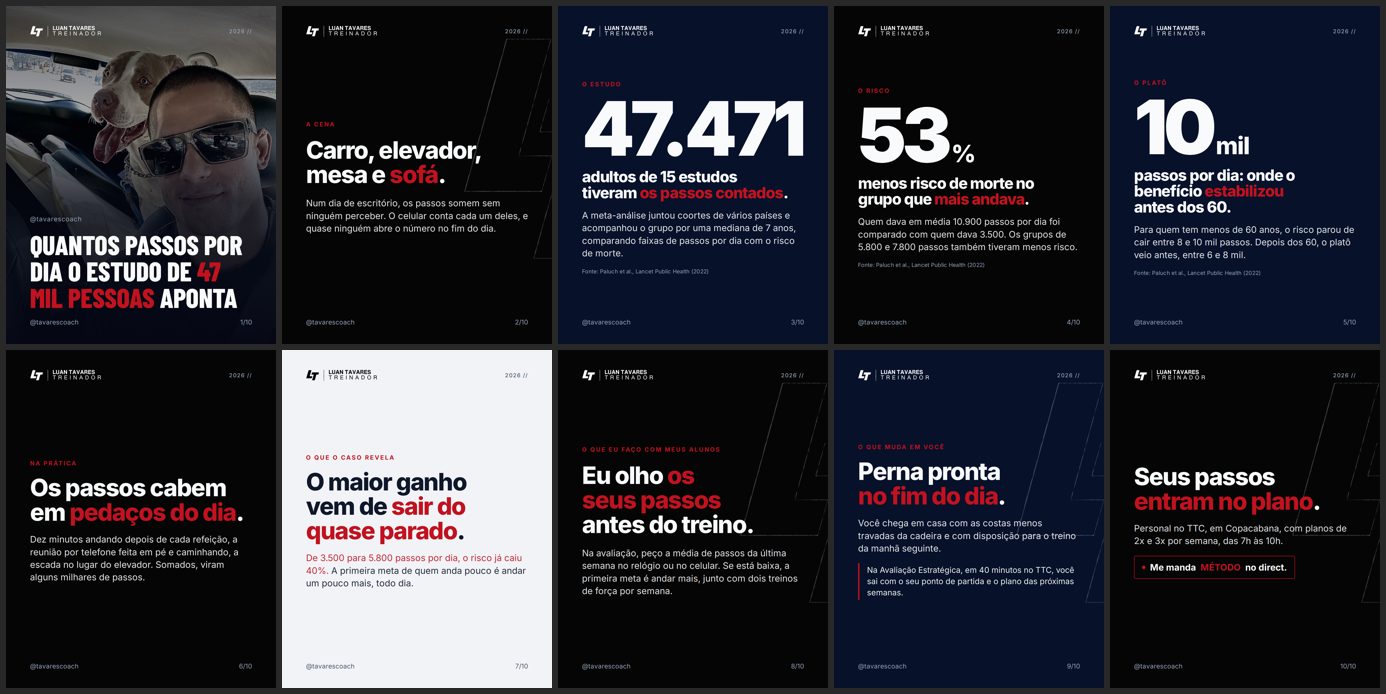 LT | LUAN TAVARES
TREINADOR
2026 //
@tavarescoach
QUANTOS PASSOS POR
DIA O ESTUDO DE 47
MIL PESSOAS APONTA
@tavarescoach
1/10
LT | LUAN TAVARES
TREINADOR
2026 //
A CENA
Carro, elevador,
mesa e sofá.
Num dia de escritório, os passos somem sem
ninguém perceber. O celular conta cada um deles, e
quase ninguém abre o número no fim do dia.
@tavarescoach
2/10
LT | LUAN TAVARES
TREINADOR
2026 //
O ESTUDO
47.471
adultos de 15 estudos
tiveram os passos contados.
A meta-análise juntou coortes de vários países e
acompanhou o grupo por uma mediana de 7 anos,
comparando faixas de passos por dia com o risco
de morte.
Fonte: Paluch et al., Lancet Public Health (2022)
@tavarescoach
3/10
LT | LUAN TAVARES
TREINADOR
2026 //
O RISCO
53%
menos risco de morte no
grupo que mais andava.
Quem dava em média 10.900 passos por dia foi
comparado com quem dava 3.500. Os grupos de
5.800 e 7.800 passos também tiveram menos risco.
Fonte: Paluch et al., Lancet Public Health (2022)
@tavarescoach
4/10
LT | LUAN TAVARES
TREINADOR
2026 //
O PLATÔ
10 mil
passos por dia: onde o
benefício estabilizou
antes dos 60.
Para quem tem menos de 60 anos, o risco parou de
cair entre 8 e 10 mil passos. Depois dos 60, o platô
veio antes, entre 6 e 8 mil.
Fonte: Paluch et al., Lancet Public Health (2022)
@tavarescoach
5/10
LT | LUAN TAVARES
TREINADOR
2026 //
NA PRÁTICA
Os passos cabem
em pedaços do dia.
Dez minutos andando depois de cada refeição, a
reunião por telefone feita em pé e caminhando, a
escada no lugar do elevador. Somados, viram
alguns milhares de passos.
@tavarescoach
6/10
LT | LUAN TAVARES
TREINADOR
2026 //
O QUE O CASO REVELA
O maior ganho
vem de sair do
quase parado.
De 3.500 para 5.800 passos por dia, o risco já caiu
40%. A primeira meta de quem anda pouco é andar
um pouco mais, todo dia.
@tavarescoach
7/10
LT | LUAN TAVARES
TREINADOR
2026 //
O QUE EU FAÇO COM MEUS ALUNOS
Eu olho os
seus passos
antes do treino.
Na avaliação, peço a média de passos da última
semana no relógio ou no celular. Se está baixa, a
primeira meta é andar mais, junto com dois treinos
de força por semana.
@tavarescoach
8/10
LT | LUAN TAVARES
TREINADOR
2026 //
O QUE MUDA EM VOCÊ
Perna pronta
no fim do dia.
Você chega em casa com as costas menos
travadas da cadeira e com disposição para o treino
da manhã seguinte.
Na Avaliação Estratégica, em 40 minutos no TTC, você
sai com o seu ponto de partida e o plano das próximas
semanas.
@tavarescoach
9/10
LT | LUAN TAVARES
TREINADOR
2026 //
Seus passos
entram no plano.
Personal no TTC, em Copacabana, com planos de
2x e 3x por semana, das 7h às 10h.
• Me manda MÉTODO no direct.
@tavarescoach
10/10